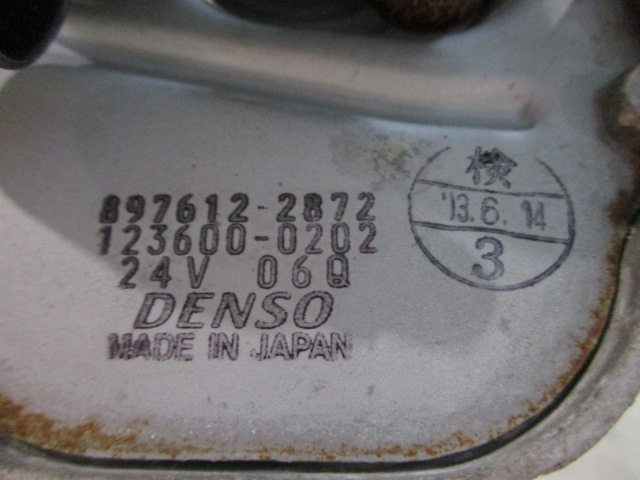 897612-2872
123600-0202
24V 06Q
DENSO
MADE IN JAPAN
検
'13.6.14
3